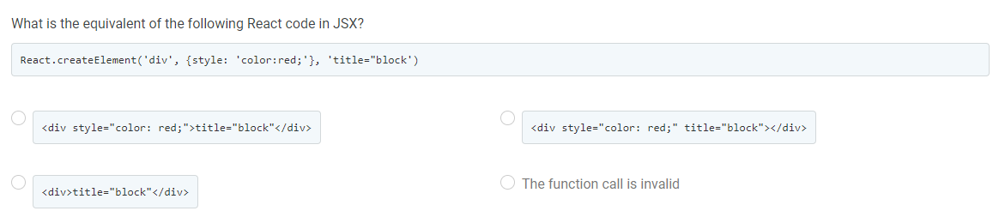 What is the equivalent of the following React code in JSX?
React.createElement('div', {style: 'color:red;'}, 'title="block')
<div style="color: red;">title="block"</div>
<div style="color: red;" title="block"></div>
<div>title="block"</div>
The function call is invalid